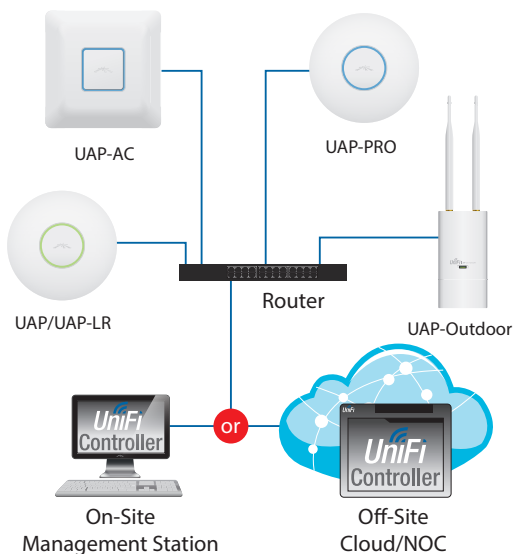 UAP-AC
UAP-PRO
UniFi
UAP/UAP-LR
Router
UAP-Outdoor
UniFi
Controller
or
UniFi
UniFi
Controller
On-Site
Management Station
Off-Site
Cloud/NOC